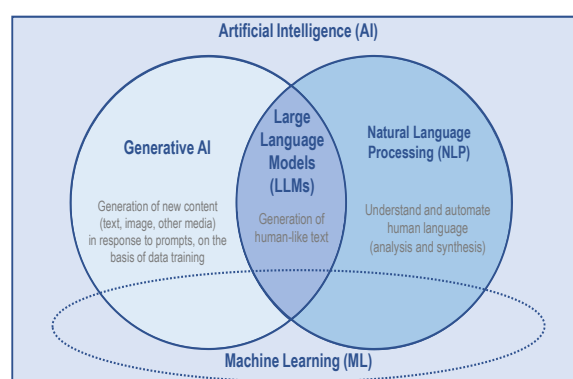 Artificial Intelligence (AI)
Generative AI
Generation of new content
(text, image, other media)
in response to prompts, on the
basis of data training
Large
Language
Models
(LLMs)
Generation of
human-like text
Natural Language
Processing (NLP)
Understand and automate
human language
(analysis and synthesis)
Machine Learning (ML)